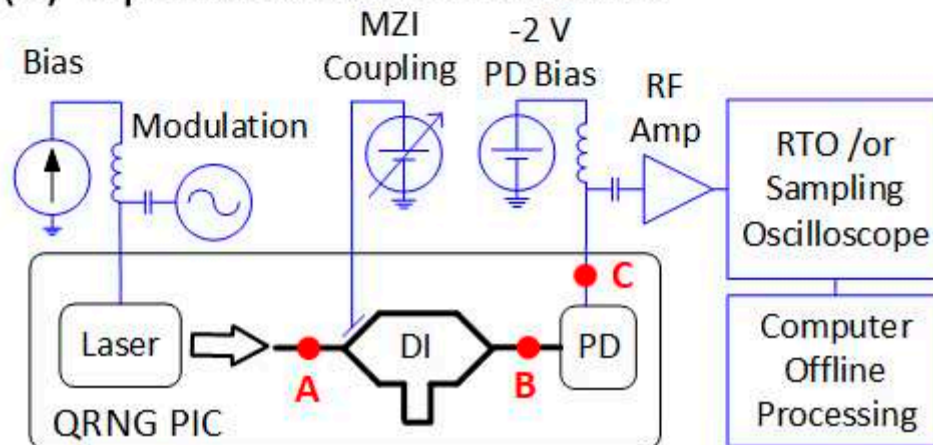 Bias
Modulation
MZI
Coupling
-2 V
PD Bias
RF
Amp
RTO /or
Sampling
Oscilloscope
Laser
A
DI
B
PD
C
QRNG PIC
Computer
Offline
Processing